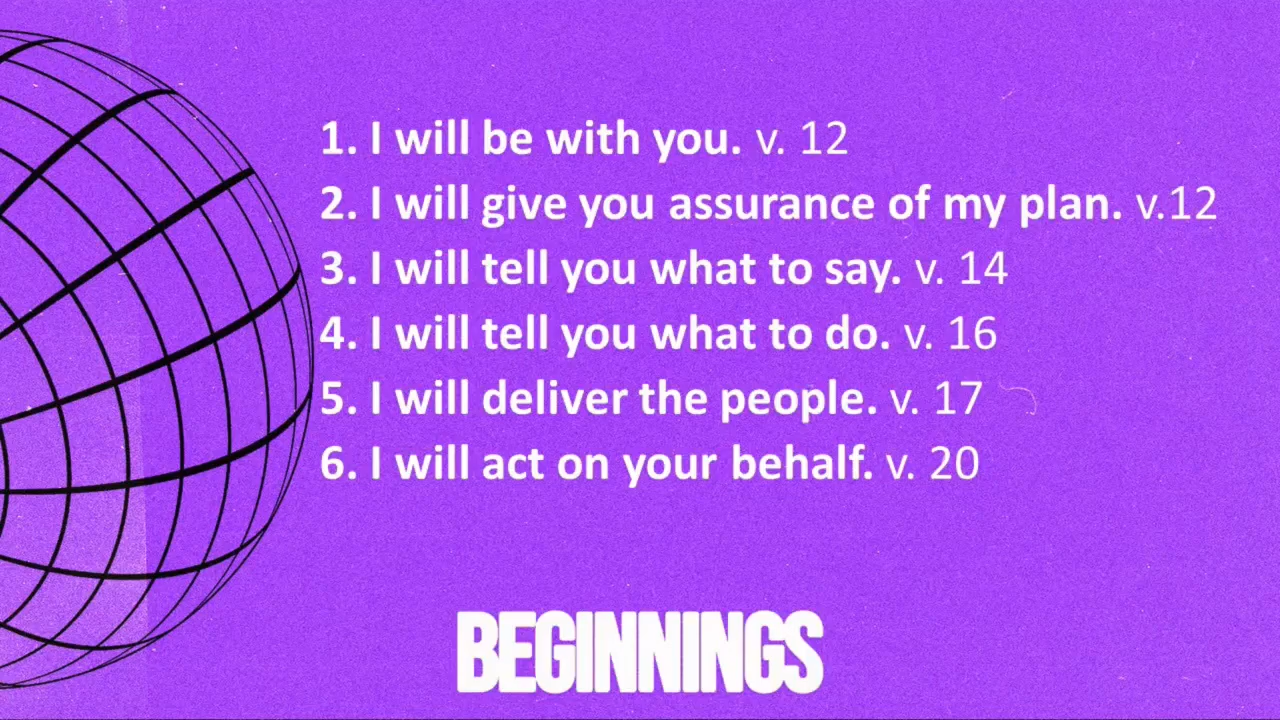 1. I will be with you. v. 12
2. I will give you assurance of my plan. v.12
3. I will tell you what to say. v. 14
4. I will tell you what to do. v. 16
5. I will deliver the people. v. 17
6. I will act on your behalf. v. 20
BEGINNINGS